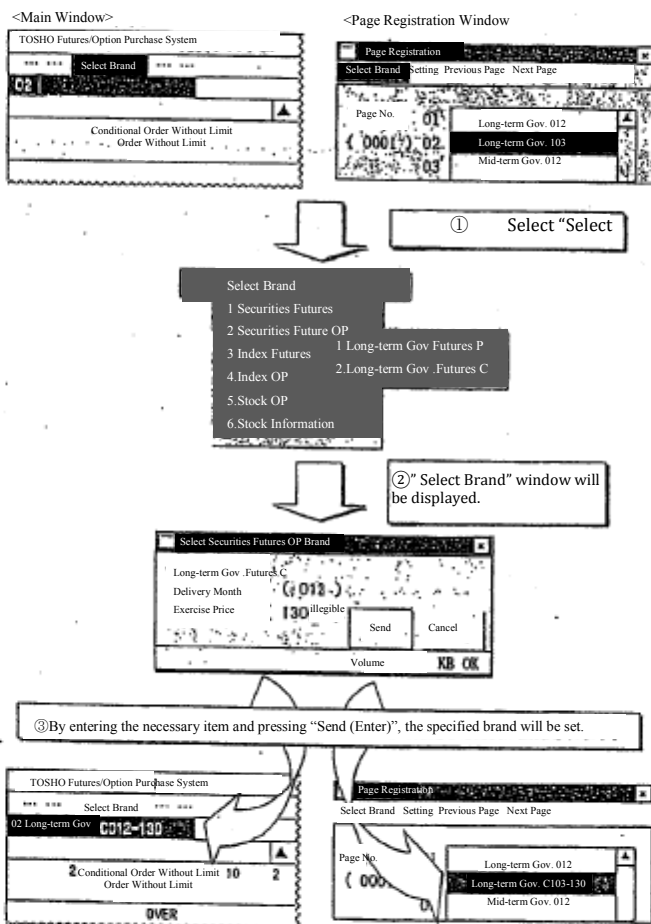 <Main Window>
<Page Registration Window
TOSHO Futures/Option Purchase System
Select Brand
02
Conditional Order Without Limit
Order Without Limit
Page Registration
Select Brand Setting Previous Page Next Page
Page No. 01 Long-term Gov. 012
( 0001 ) 02 Long-term Gov. 103
03 Mid-term Gov. 012
① Select “Select
Select Brand
1 Securities Futures
2 Securities Future OP
3 Index Futures
4.Index OP
5.Stock OP
6.Stock Information
1 Long-term Gov Futures P
2.Long-term Gov .Futures C
②” Select Brand” window will
be displayed.
Select Securities Futures OP Brand
Long-term Gov .Futures C
Delivery Month (012)
Exercise Price 130 illegible
Send Cancel
Volume KB OK
③By entering the necessary item and pressing “Send (Enter)”, the specified brand will be set.
TOSHO Futures/Option Purchase System
Select Brand
02 Long-term Gov C012-130
2 Conditional Order Without Limit 10 2
Order Without Limit
OVER
Page Registration
Select Brand Setting Previous Page Next Page
Page No. Long-term Gov. 012
( 000 Long-term Gov. C103-130
Mid-term Gov. 012